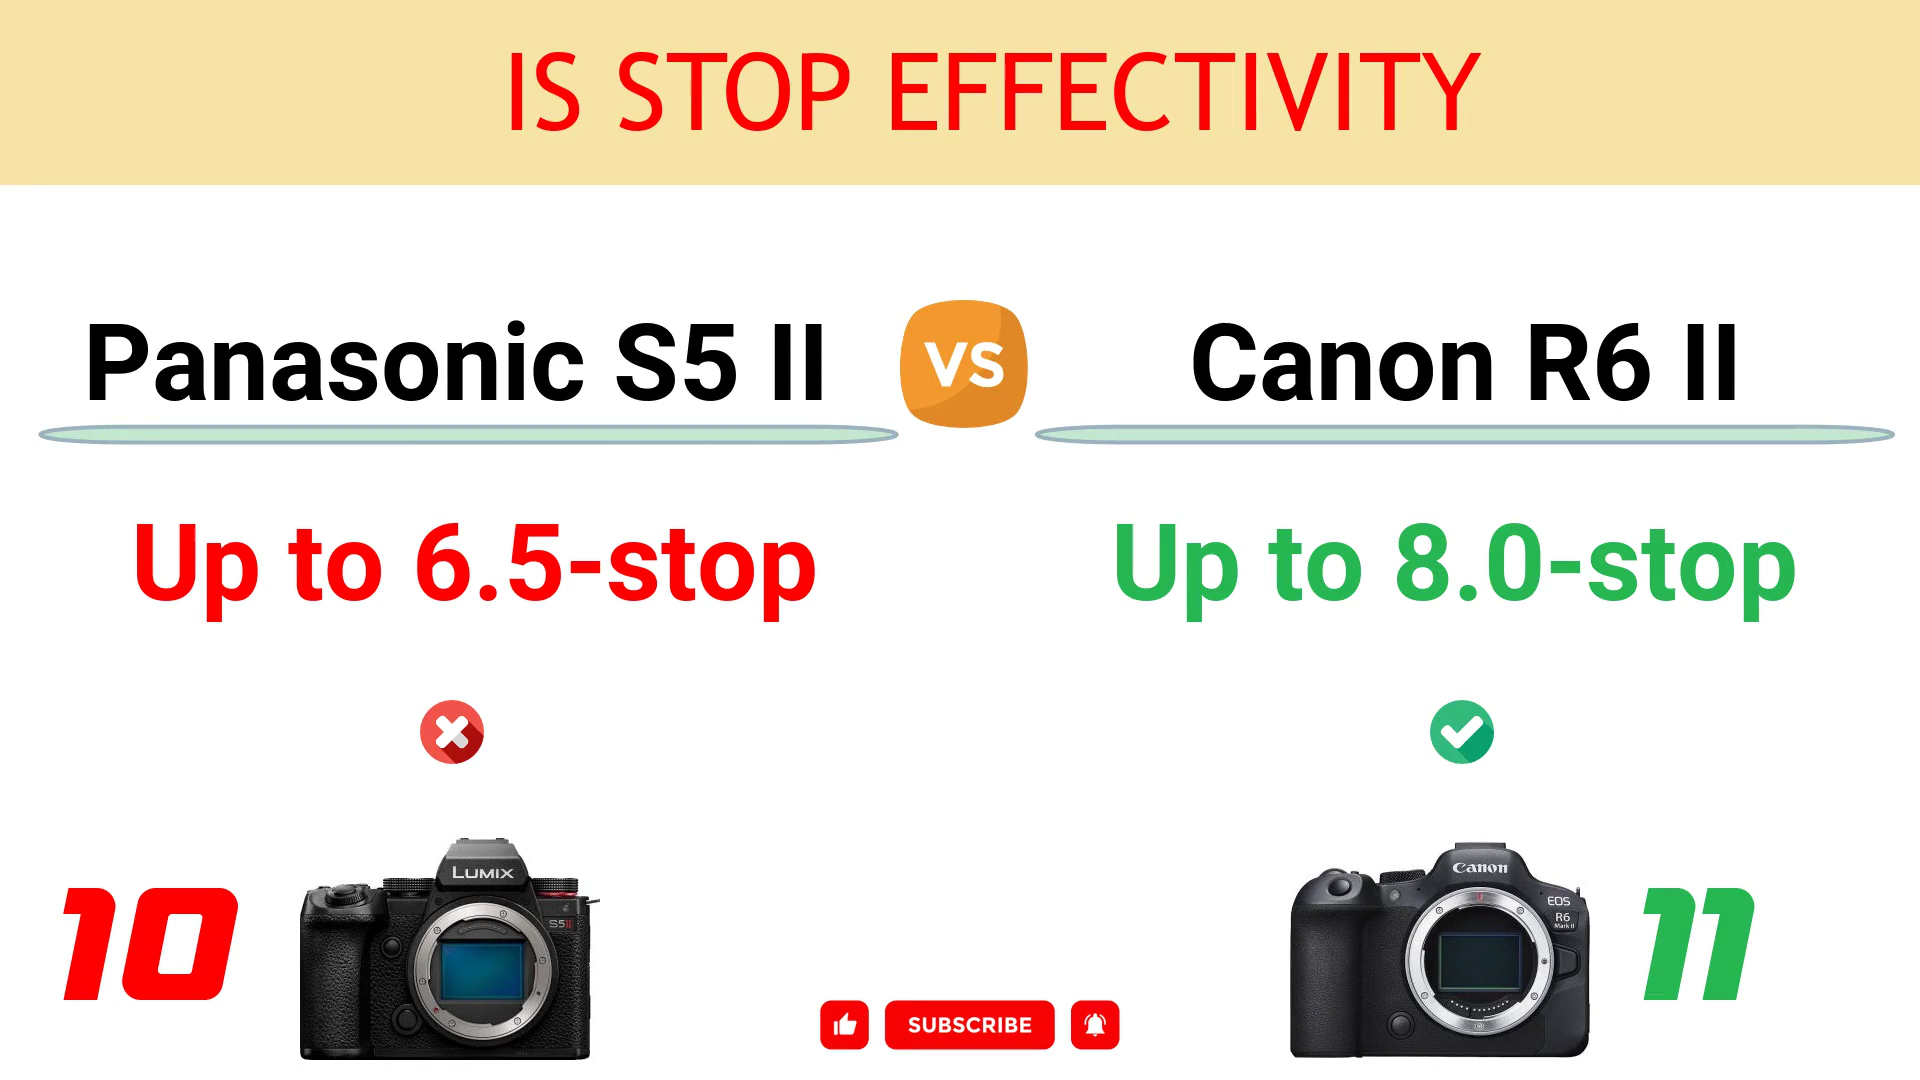 IS STOP EFFECTIVITY
Panasonic S5 II
VS
Canon R6 II
Up to 6.5-stop
Up to 8.0-stop
10
LUMIX
S5II
Canon
EOS
R6
Mark II
11
SUBSCRIBE